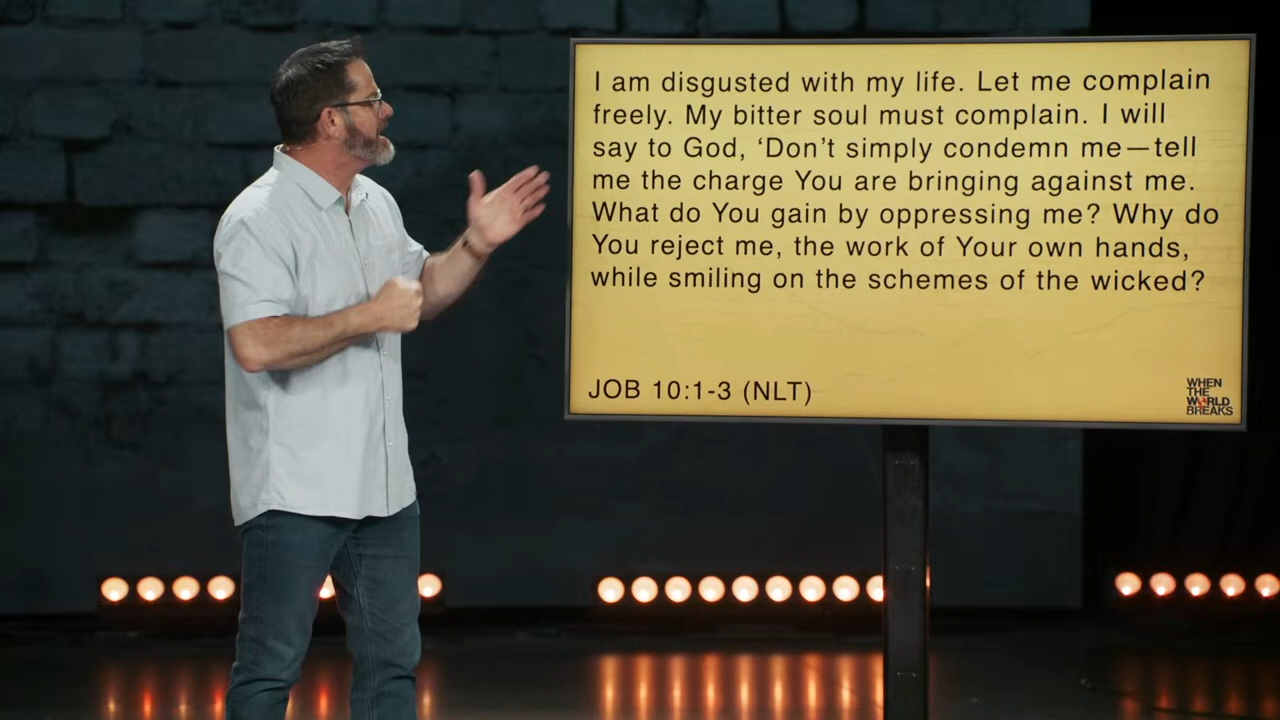 I am disgusted with my life. Let me complain
freely. My bitter soul must complain. I will
say to God, ‘Don’t simply condemn me—tell
me the charge You are bringing against me.
What do You gain by oppressing me? Why do
You reject me, the work of Your own hands,
while smiling on the schemes of the wicked?
JOB 10:1-3 (NLT)
WHEN
THE
WORLD
BREAKS